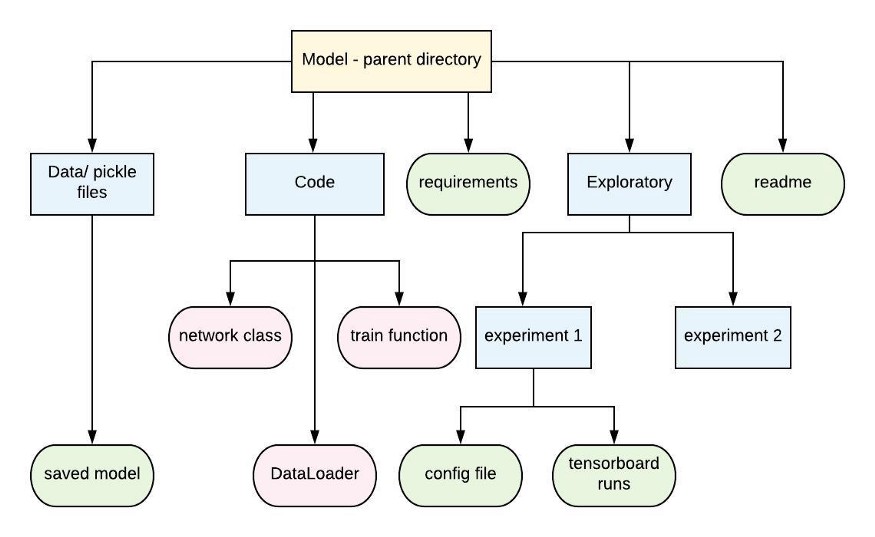 Model - parent directory
Data/ pickle
files
Code
requirements
Exploratory
readme
network class
train function
experiment 1
experiment 2
saved model
DataLoader
config file
tensorboard
runs